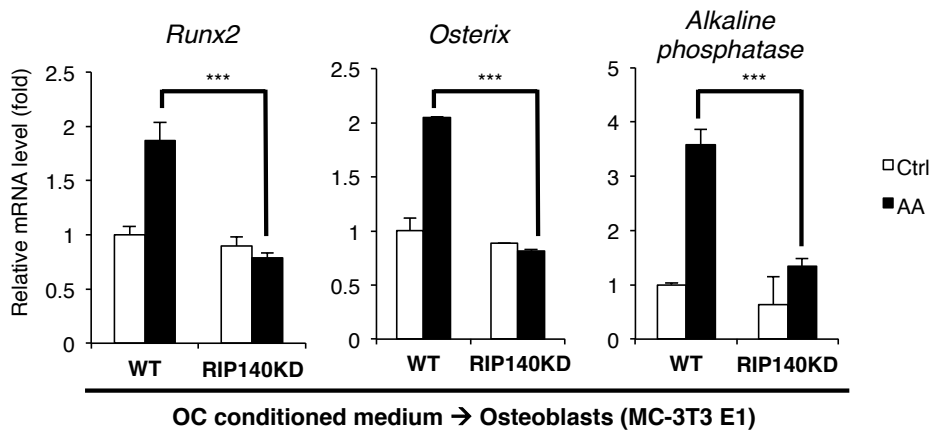 Runx2
Relative mRNA level (fold)
2.5
2
1.5
1
0.5
0
***
WT
RIP140KD
Osterix
2.5
2
1.5
1
0.5
0
***
WT
RIP140KD
Alkaline
phosphatase
5
4
3
2
1
0
***
WT
RIP140KD
Ctrl
AA
OC conditioned medium → Osteoblasts (MC-3T3 E1)